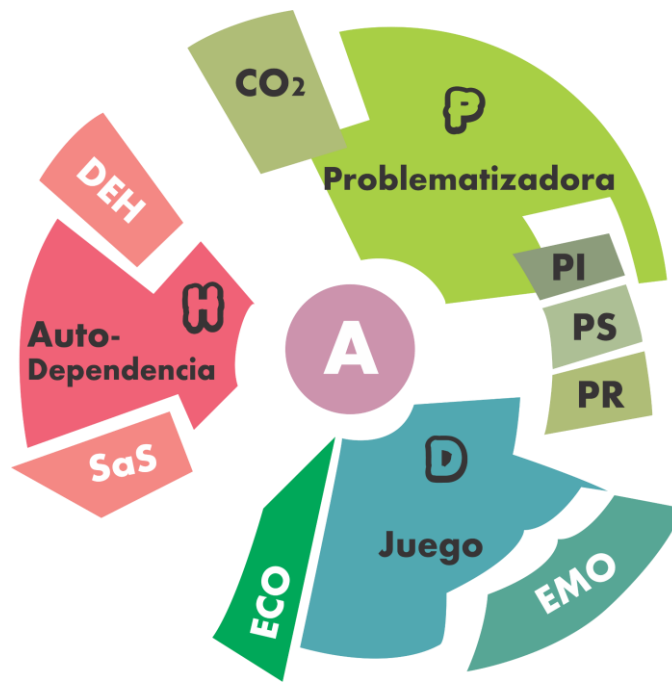 CO₂
P
Problematizadora
DEH
PI
H
PS
Auto-
Dependencia
A
PR
SaS
D
Juego
ECO
EMO